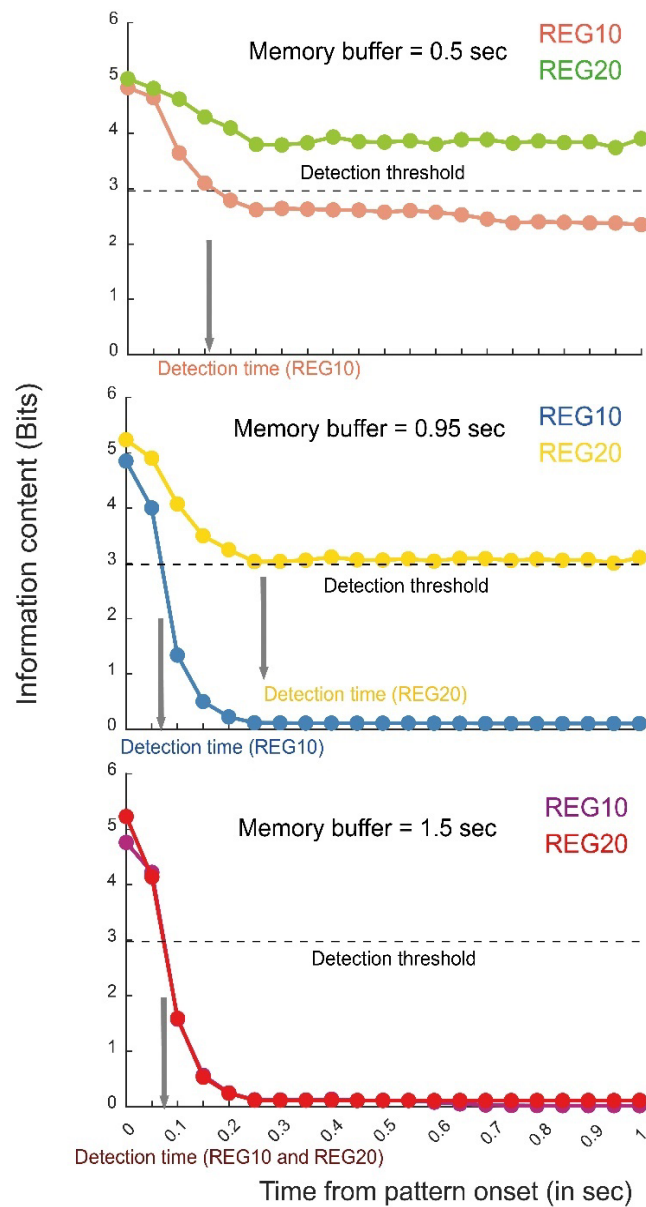 6
5
4
3
2
1
0
Memory buffer = 0.5 sec
REG10
REG20
Detection threshold
Detection time (REG10)
Information content (Bits)
6
5
4
3
2
1
0
Memory buffer = 0.95 sec
REG10
REG20
Detection threshold
Detection time (REG20)
Detection time (REG10)
6
5
4
3
2
1
0
Memory buffer = 1.5 sec
REG10
REG20
Detection threshold
0 0.1 0.2 0.3 0.4 0.5 0.6 0.7 0.8 0.9 1
Detection time (REG10 and REG20)
Time from pattern onset (in sec)